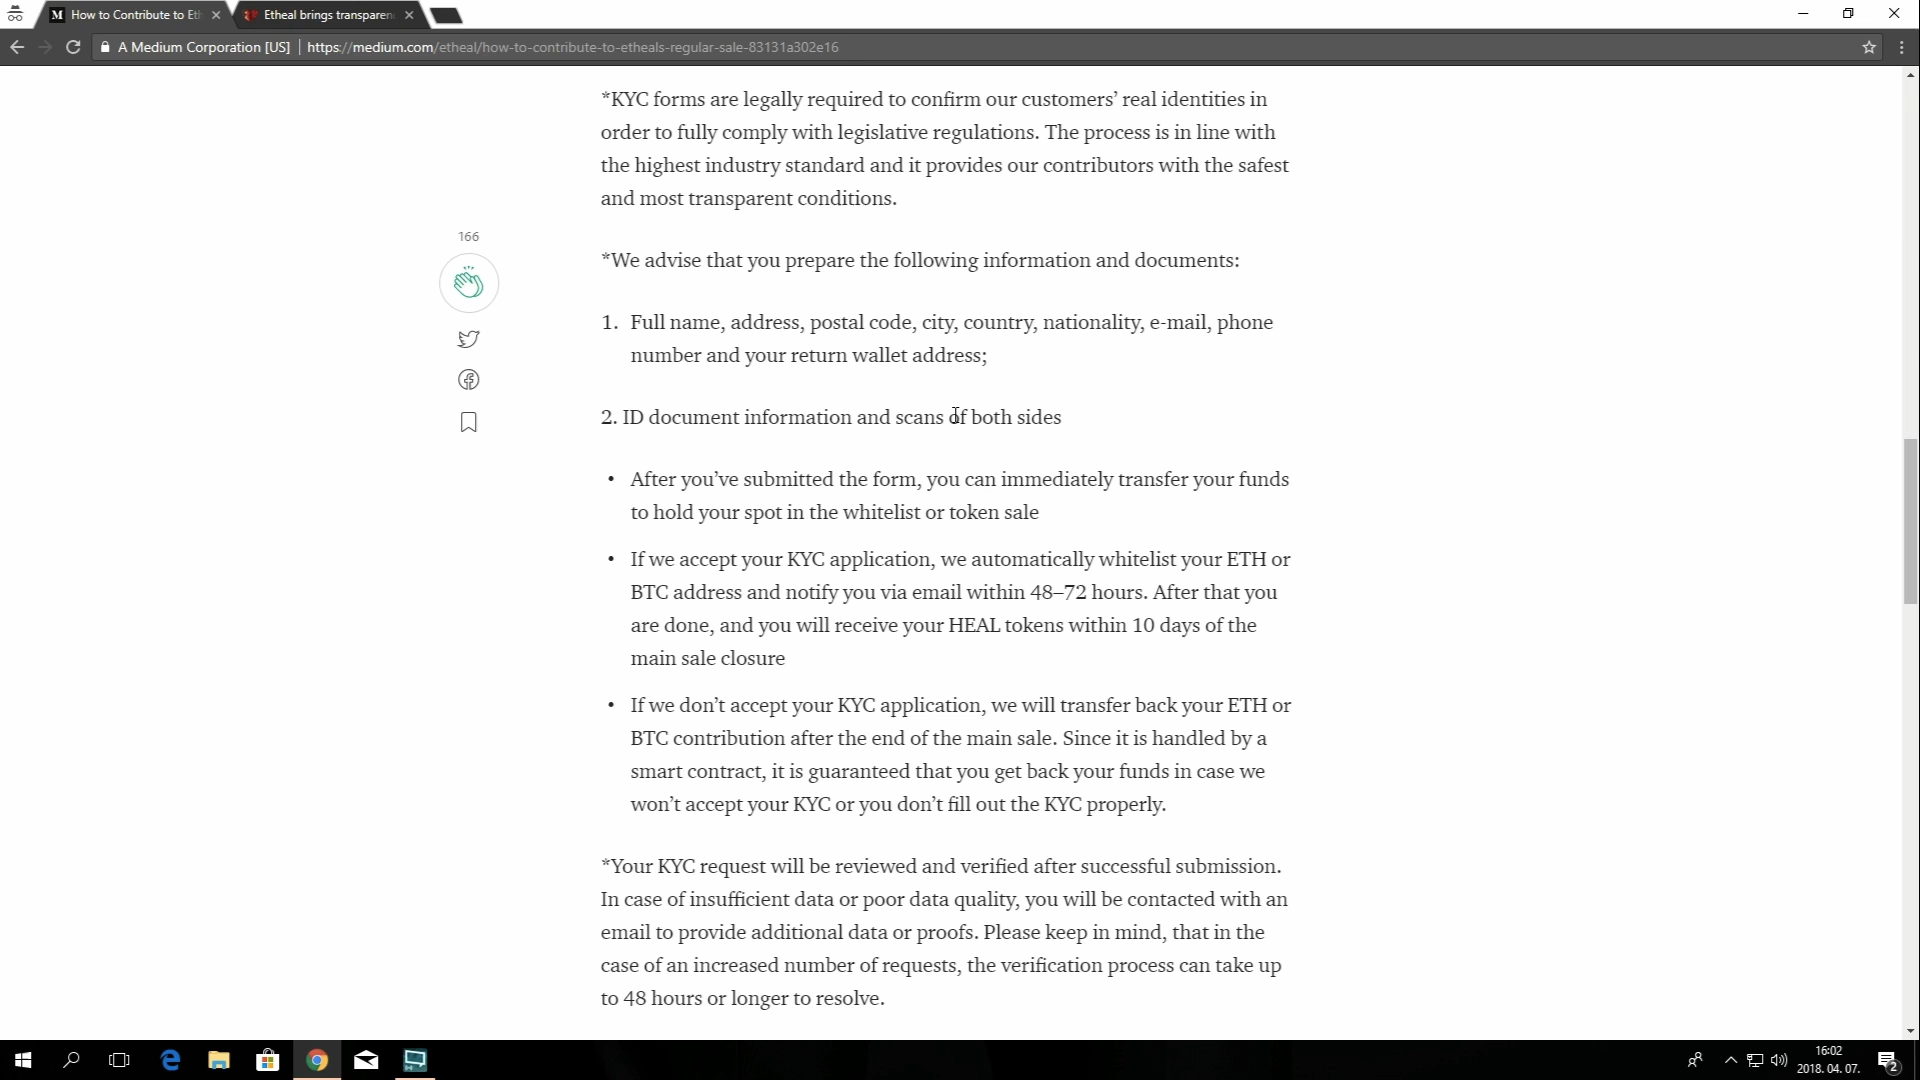 How to Contribute to Eth
Etheal brings transparen
A Medium Corporation [US]
https://medium.com/etheal/how-to-contribute-to-etheals-regular-sale-83131a302e16
*KYC forms are legally required to confirm our customers’ real identities in
order to fully comply with legislative regulations. The process is in line with
the highest industry standard and it provides our contributors with the safest
and most transparent conditions.
166
*We advise that you prepare the following information and documents:
1. Full name, address, postal code, city, country, nationality, e-mail, phone
number and your return wallet address;
2. ID document information and scans of both sides
• After you’ve submitted the form, you can immediately transfer your funds
to hold your spot in the whitelist or token sale
• If we accept your KYC application, we automatically whitelist your ETH or
BTC address and notify you via email within 48–72 hours. After that you
are done, and you will receive your HEAL tokens within 10 days of the
main sale closure
• If we don’t accept your KYC application, we will transfer back your ETH or
BTC contribution after the end of the main sale. Since it is handled by a
smart contract, it is guaranteed that you get back your funds in case we
won’t accept your KYC or you don’t fill out the KYC properly.
*Your KYC request will be reviewed and verified after successful submission.
In case of insufficient data or poor data quality, you will be contacted with an
email to provide additional data or proofs. Please keep in mind, that in the
case of an increased number of requests, the verification process can take up
to 48 hours or longer to resolve.
16:02
2018. 04. 07.
2